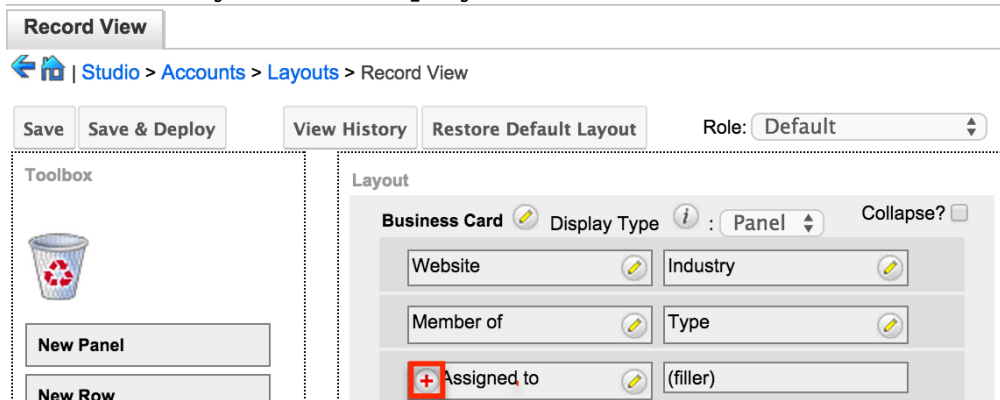 Record View
| Studio > Accounts > Layouts > Record View
Save Save & Deploy View History Restore Default Layout Role: Default
Toolbox
Layout
Business Card Display Type i : Panel Collapse?
Website Industry
Member of Type
New Panel
+ Assigned to (filler)
New Row